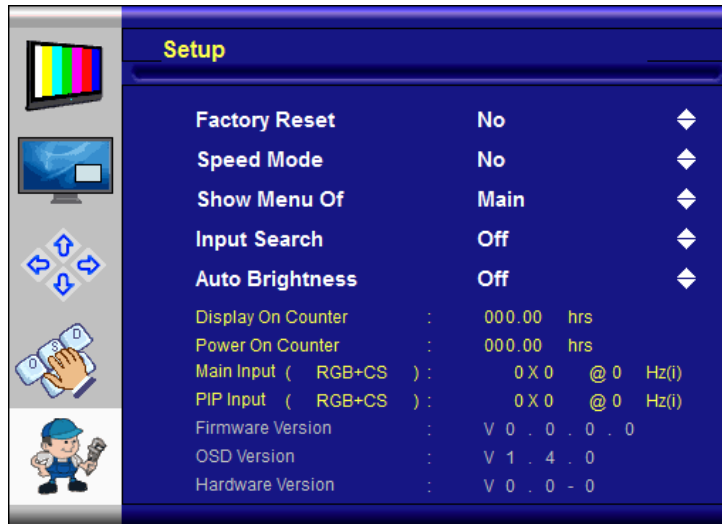 Setup
Factory Reset No
Speed Mode No
Show Menu Of Main
Input Search Off
Auto Brightness Off
Display On Counter : 000.00 hrs
Power On Counter : 000.00 hrs
Main Input ( RGB+CS ) : 0 X 0 @ 0 Hz(i)
PIP Input ( RGB+CS ) : 0 X 0 @ 0 Hz(i)
Firmware Version : V 0 . 0 . 0 . 0
OSD Version : V 1 . 4 . 0
Hardware Version : V 0 . 0 - 0
O S D